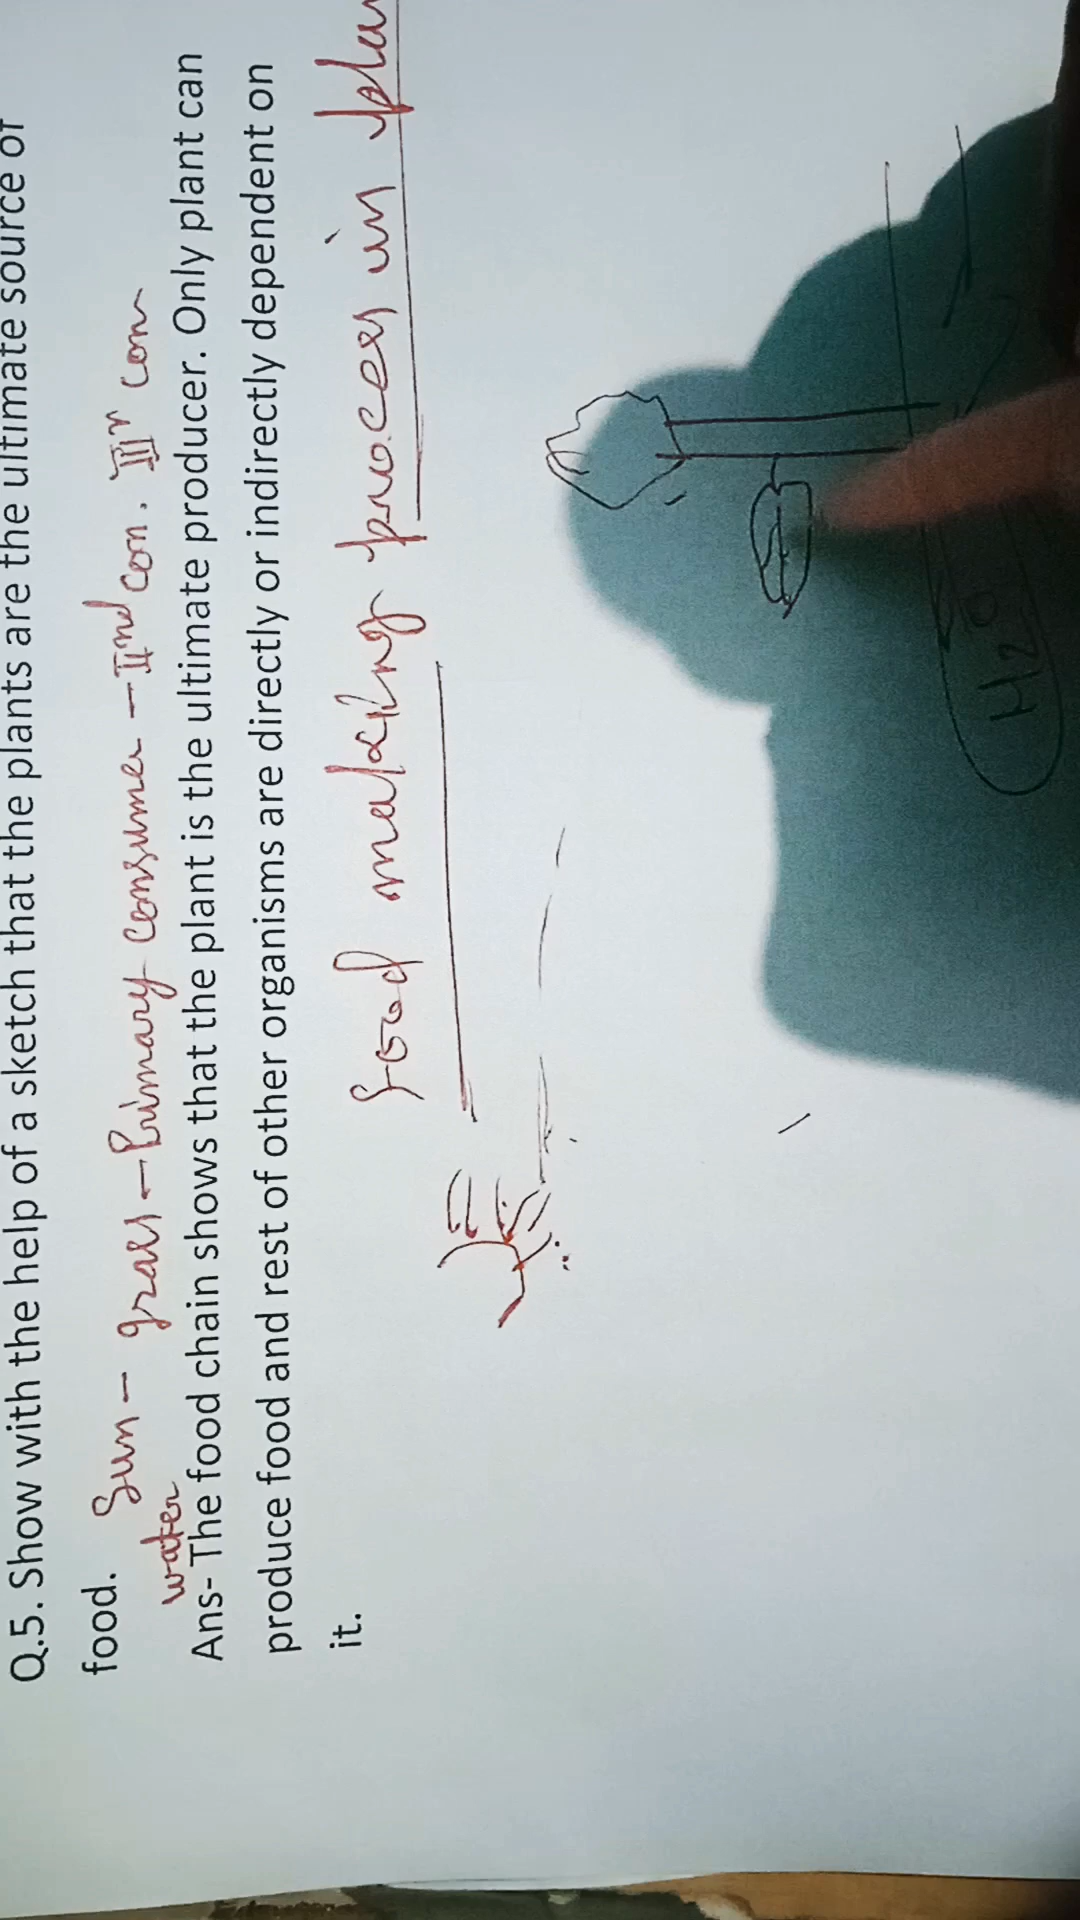 Q.5. Show with the help of a sketch that the plants are the ultimate source of
food. Sun - grass - Primary consumer - IInd con. IIIr con
water
Ans- The food chain shows that the plant is the ultimate producer. Only plant can
produce food and rest of other organisms are directly or indirectly dependent on
it.
food making process in plan
H2O